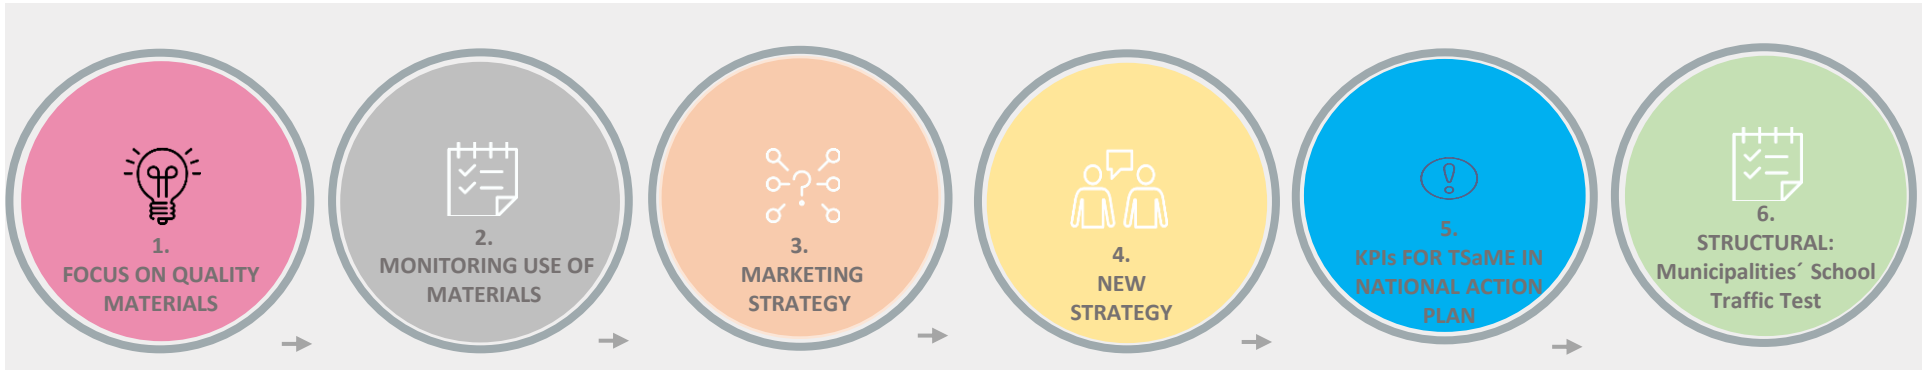 1.
FOCUS ON QUALITY
MATERIALS
2.
MONITORING USE OF
MATERIALS
3.
MARKETING
STRATEGY
4.
NEW
STRATEGY
5.
KPIs FOR TSaME IN
NATIONAL ACTION
PLAN
6.
STRUCTURAL:
Municipalities´ School
Traffic Test